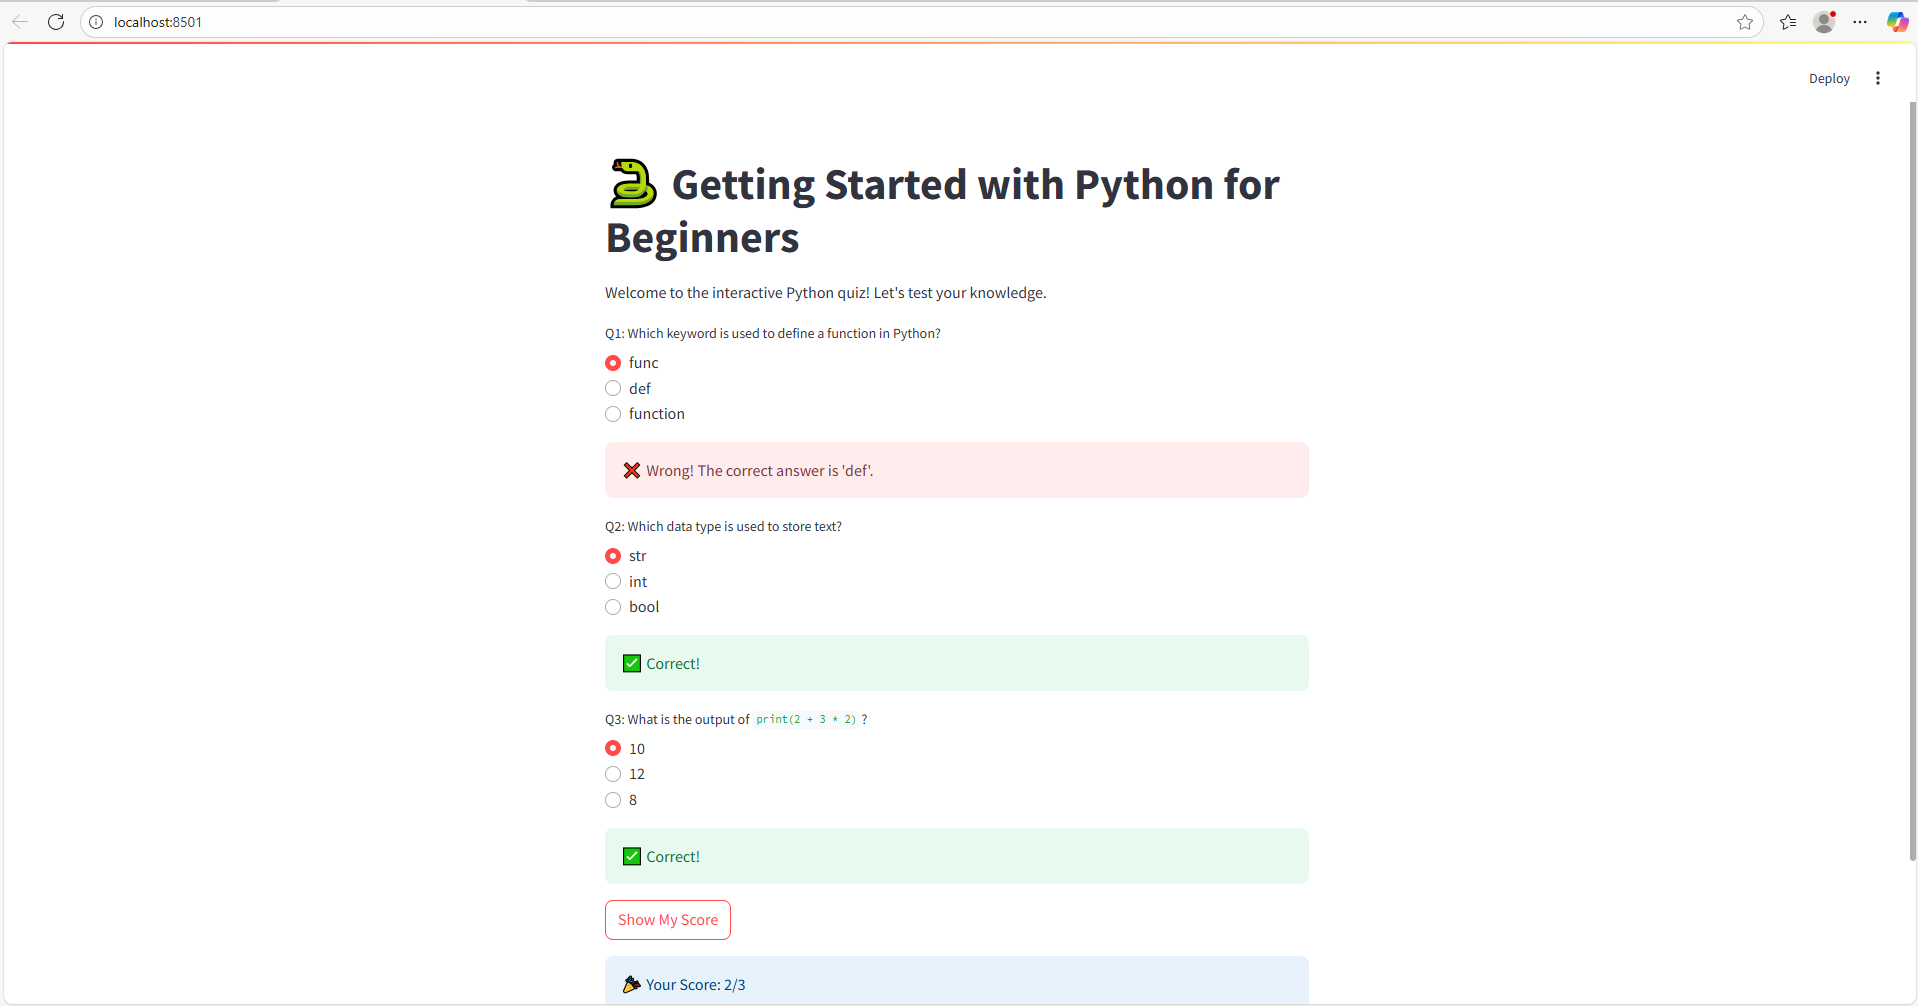 localhost:8501
Deploy
🐍 Getting Started with Python for
Beginners
Welcome to the interactive Python quiz! Let's test your knowledge.
Q1: Which keyword is used to define a function in Python?
func
def
function
❌ Wrong! The correct answer is 'def'.
Q2: Which data type is used to store text?
str
int
bool
✅ Correct!
Q3: What is the output of print(2 + 3 * 2) ?
10
12
8
✅ Correct!
Show My Score
🎉 Your Score: 2/3